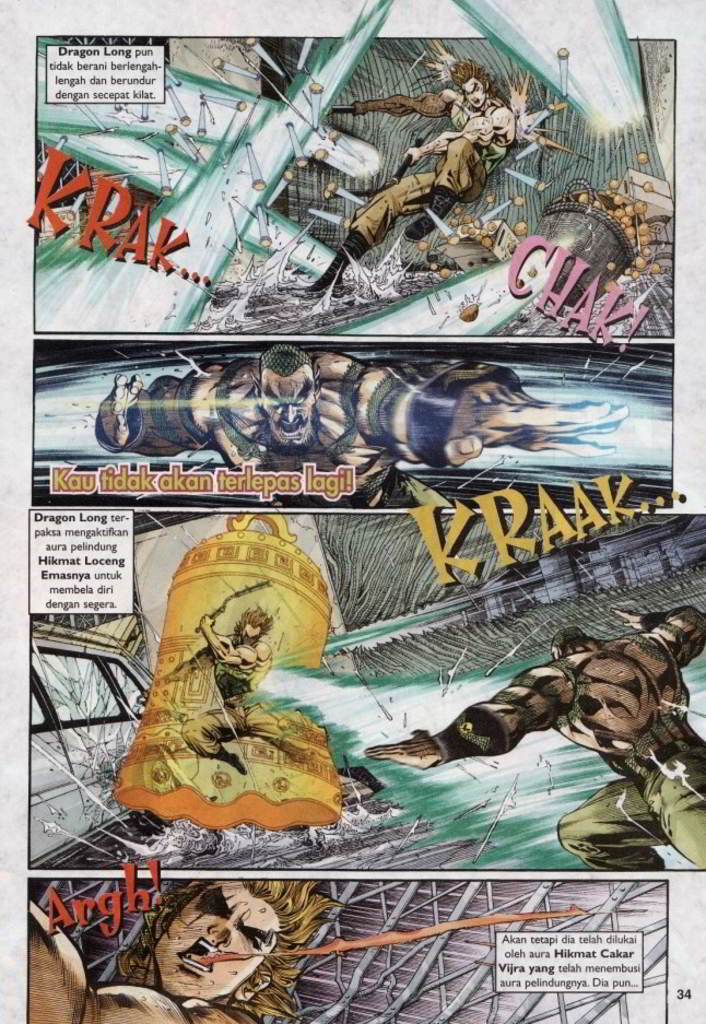 Dragon Long pun
tidak berani berlengah-
lengah dan berundur
dengan secepat kilat.
KRAK...
CHAK!
Kau tidak akan terlepas lagi!
KRAAK...
Dragon Long ter-
paksa mengaktifkan
aura pelindung
Hikmat Loceng
Emasnya untuk
membela diri
dengan segera.
Argh!
Akan tetapi dia telah dilukai
oleh aura Hikmat Cakar
Vijra yang telah menembusi
aura pelindungnya. Dia pun...
34